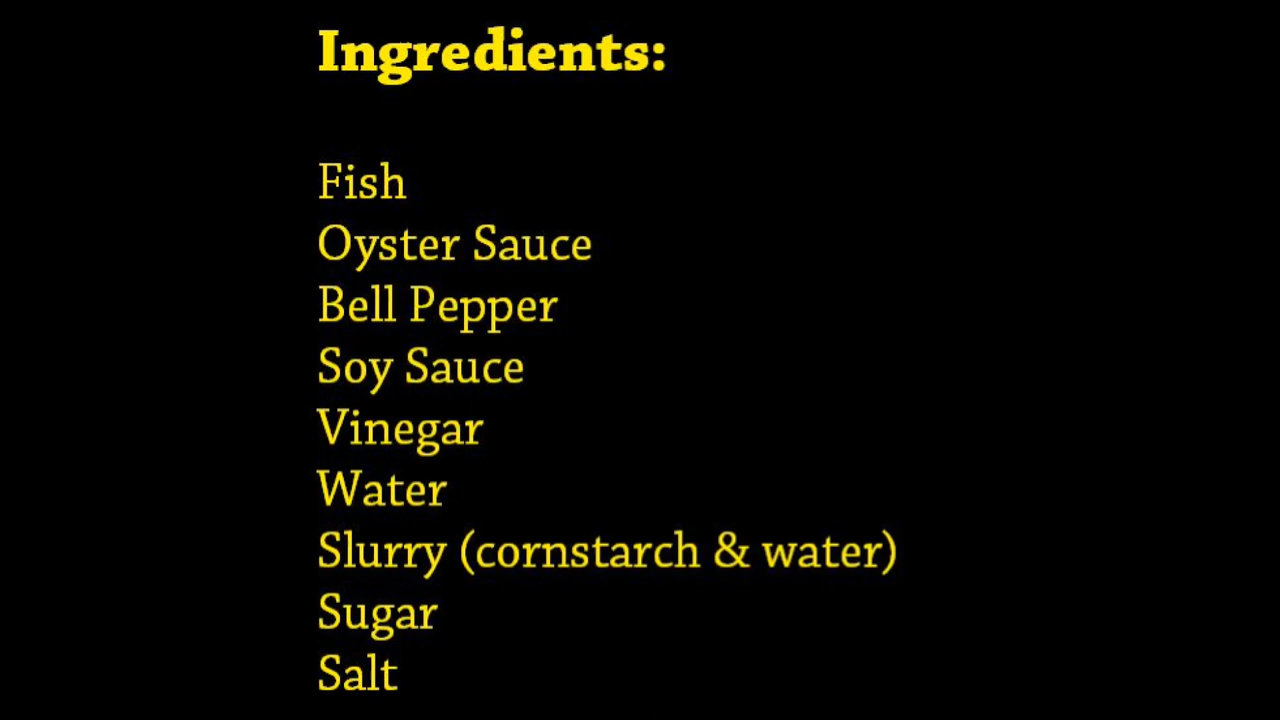 Ingredients:
Fish
Oyster Sauce
Bell Pepper
Soy Sauce
Vinegar
Water
Slurry (cornstarch & water)
Sugar
Salt